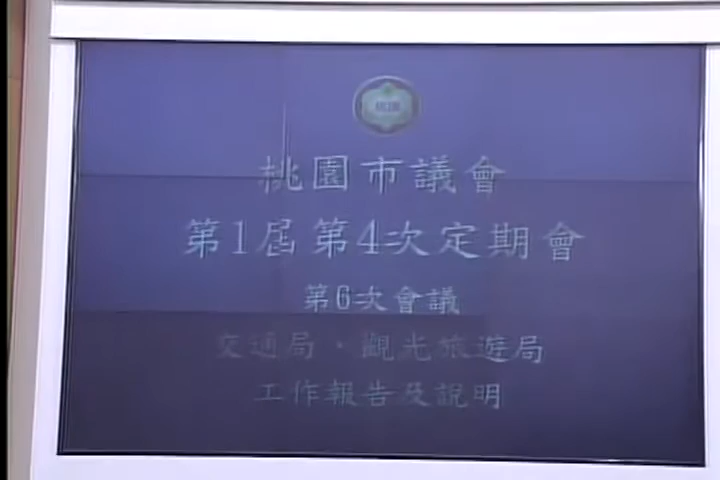 桃園市議會
第1屆第4次定期會
第6次會議
交通局·觀光旅遊局
工作報告及說明